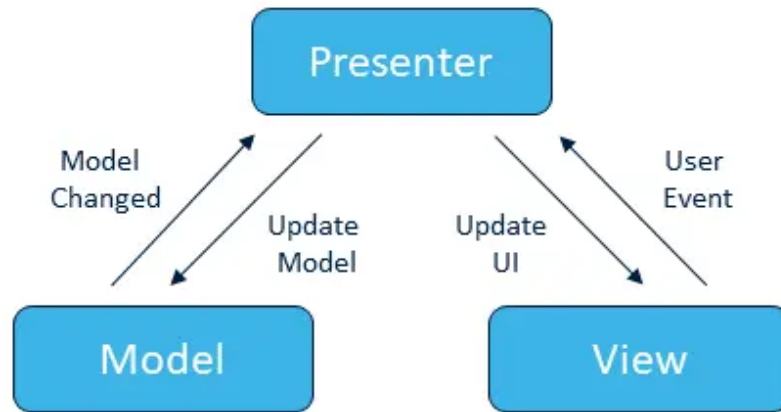 Presenter
Model
Changed
User
Event
Update
Model
Update
UI
Model
View